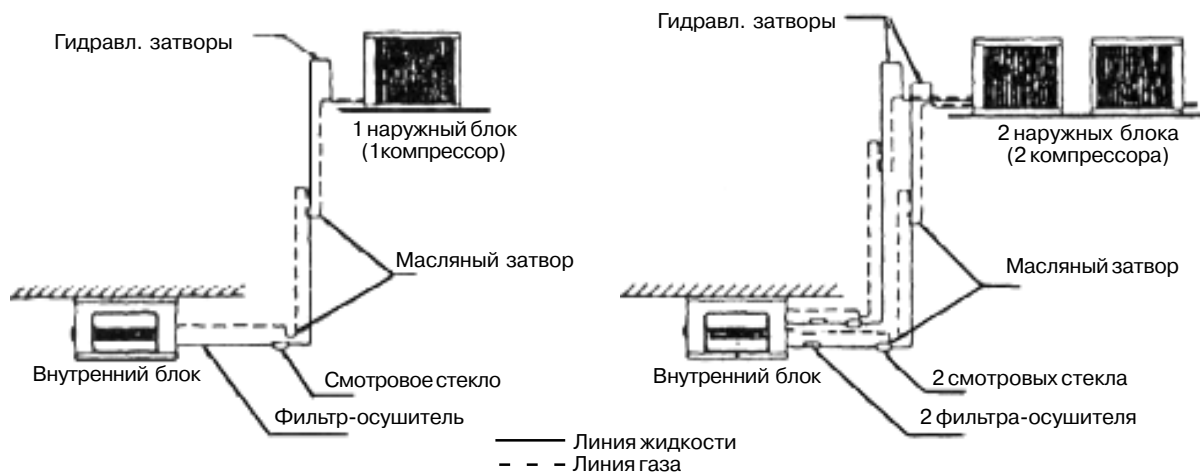 Гидравл. затворы
1 наружный блок
(1компрессор)
Масляный затвор
Внутренний блок
Смотровое стекло
Фильтр-осушитель
Гидравл. затворы
2 наружных блока
(2 компрессора)
Масляный затвор
Внутренний блок
2 смотровых стекла
2 фильтра-осушителя
Линия жидкости
Линия газа